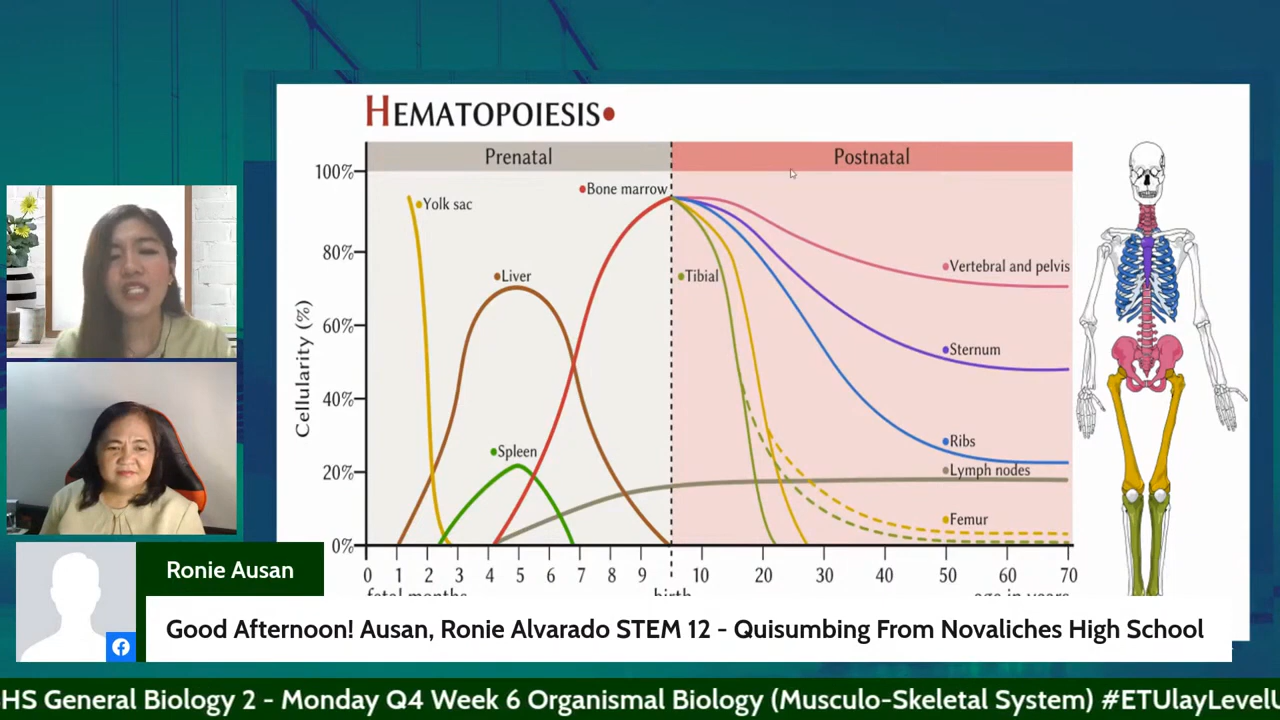 HEMATOPOIESIS
Prenatal
Postnatal
100%
80%
60%
40%
20%
0%
Cellularity (%)
Yolk sac
Liver
Spleen
Bone marrow
Tibial
Vertebral and pelvis
Sternum
Ribs
Lymph nodes
Femur
0 1 2 3 4 5 6 7 8 9 10 20 30 40 50 60 70
fetal months
birth
age in years
Ronie Ausan
Good Afternoon! Ausan, Ronie Alvarado STEM 12 - Quisumbing From Novaliches High School
HS General Biology 2 - Monday Q4 Week 6 Organismal Biology (Musculo-Skeletal System) #ETUlayLevelU